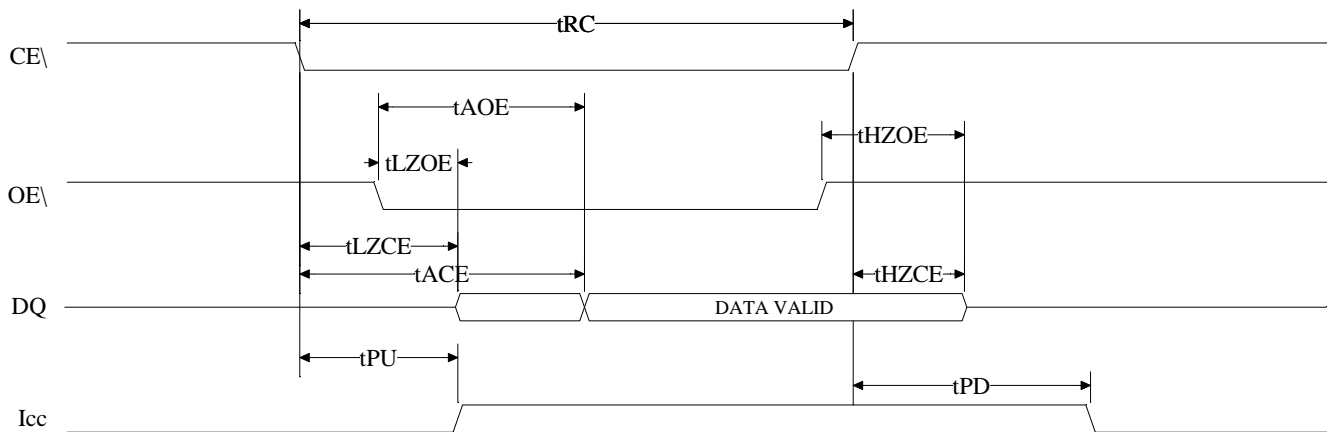 tRC
CE\
tAOE
tHZOE
tLZOE
OE\
tLZCE
tACE
tHZCE
DQ
DATA VALID
tPU
tPD
Icc